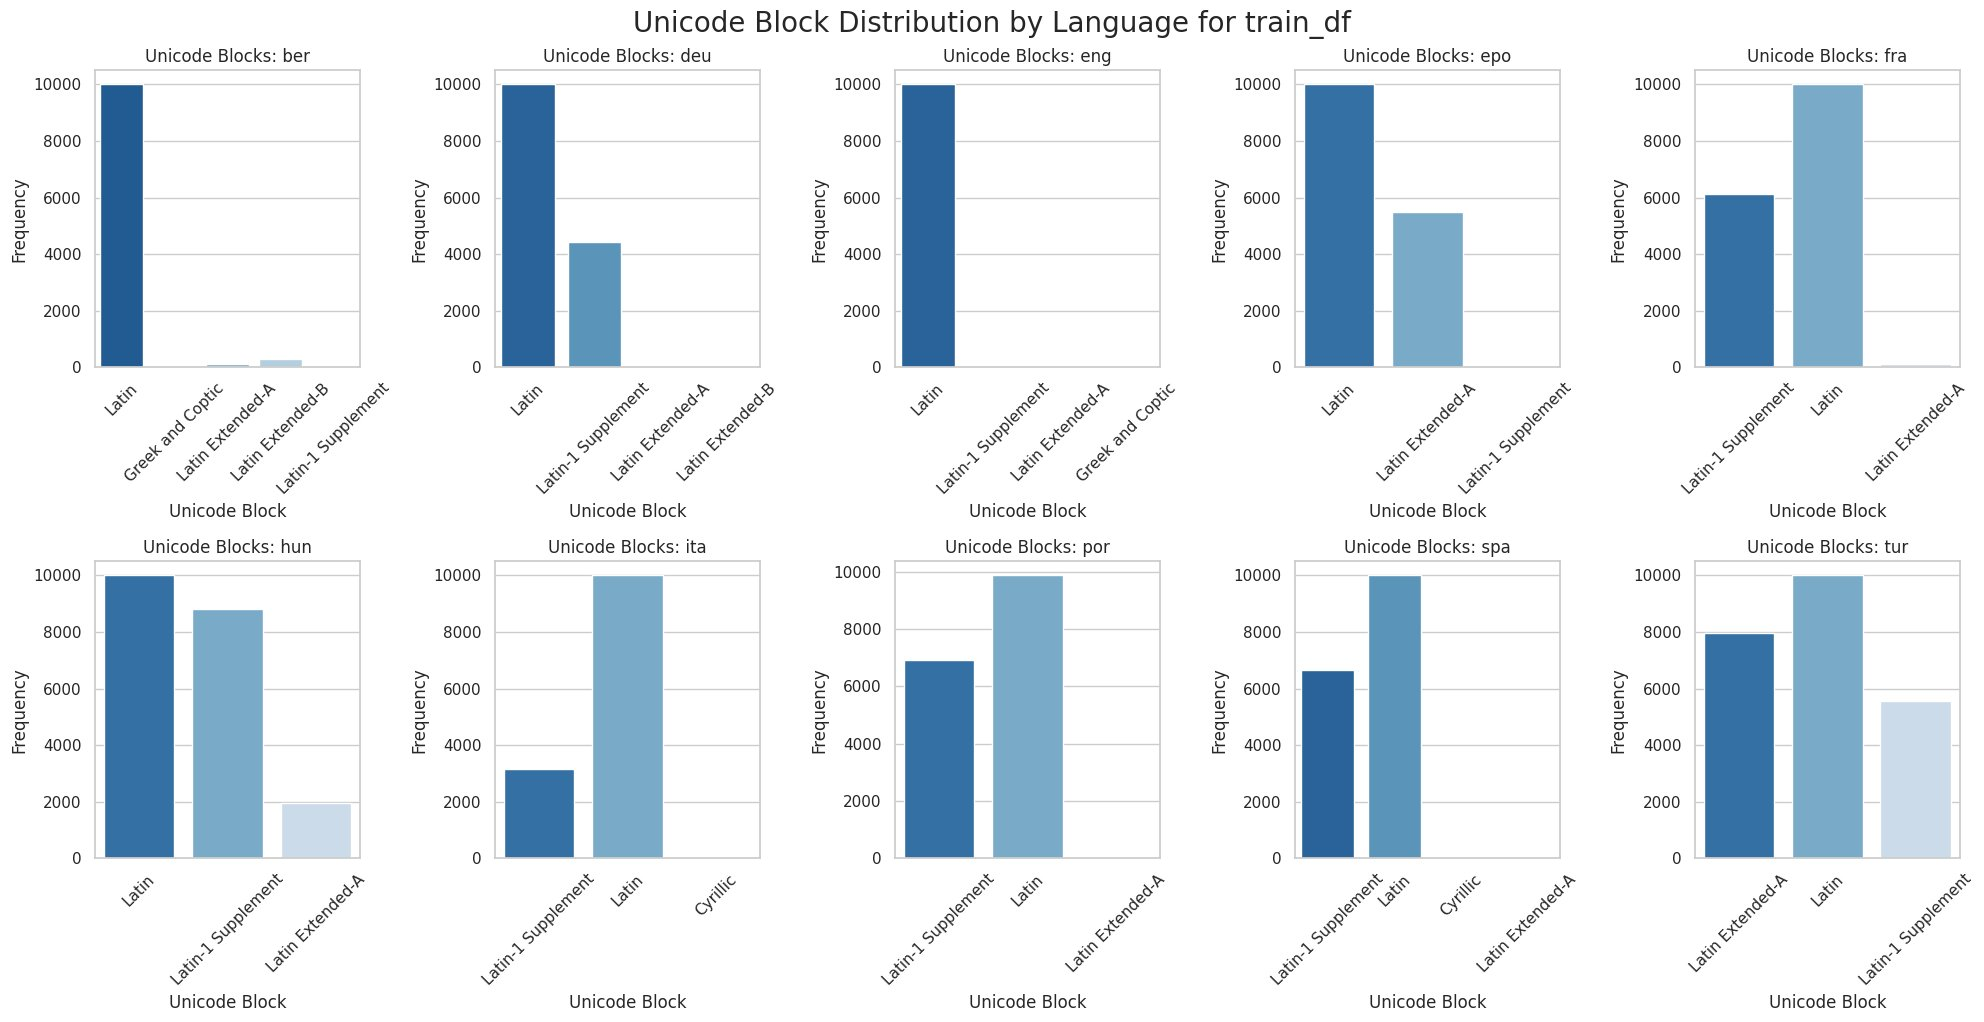 Unicode Block Distribution by Language for train_df
Unicode Blocks: ber
Frequency
10000
8000
6000
4000
2000
0
Latin
Greek and Coptic
Latin Extended-A
Latin Extended-B
Latin-1 Supplement
Unicode Block
Unicode Blocks: deu
Frequency
10000
8000
6000
4000
2000
0
Latin
Latin-1 Supplement
Latin Extended-A
Latin Extended-B
Unicode Block
Unicode Blocks: eng
Frequency
10000
8000
6000
4000
2000
0
Latin
Latin-1 Supplement
Latin Extended-A
Greek and Coptic
Unicode Block
Unicode Blocks: epo
Frequency
10000
8000
6000
4000
2000
0
Latin
Latin Extended-A
Latin-1 Supplement
Unicode Block
Unicode Blocks: fra
Frequency
10000
8000
6000
4000
2000
0
Latin-1 Supplement
Latin
Latin Extended-A
Unicode Block
Unicode Blocks: hun
Frequency
10000
8000
6000
4000
2000
0
Latin
Latin-1 Supplement
Latin Extended-A
Unicode Block
Unicode Blocks: ita
Frequency
10000
8000
6000
4000
2000
0
Latin-1 Supplement
Latin
Cyrillic
Unicode Block
Unicode Blocks: por
Frequency
10000
8000
6000
4000
2000
0
Latin-1 Supplement
Latin
Latin Extended-A
Unicode Block
Unicode Blocks: spa
Frequency
10000
8000
6000
4000
2000
0
Latin-1 Supplement
Latin
Cyrillic
Latin Extended-A
Unicode Block
Unicode Blocks: tur
Frequency
10000
8000
6000
4000
2000
0
Latin Extended-A
Latin
Latin-1 Supplement
Unicode Block